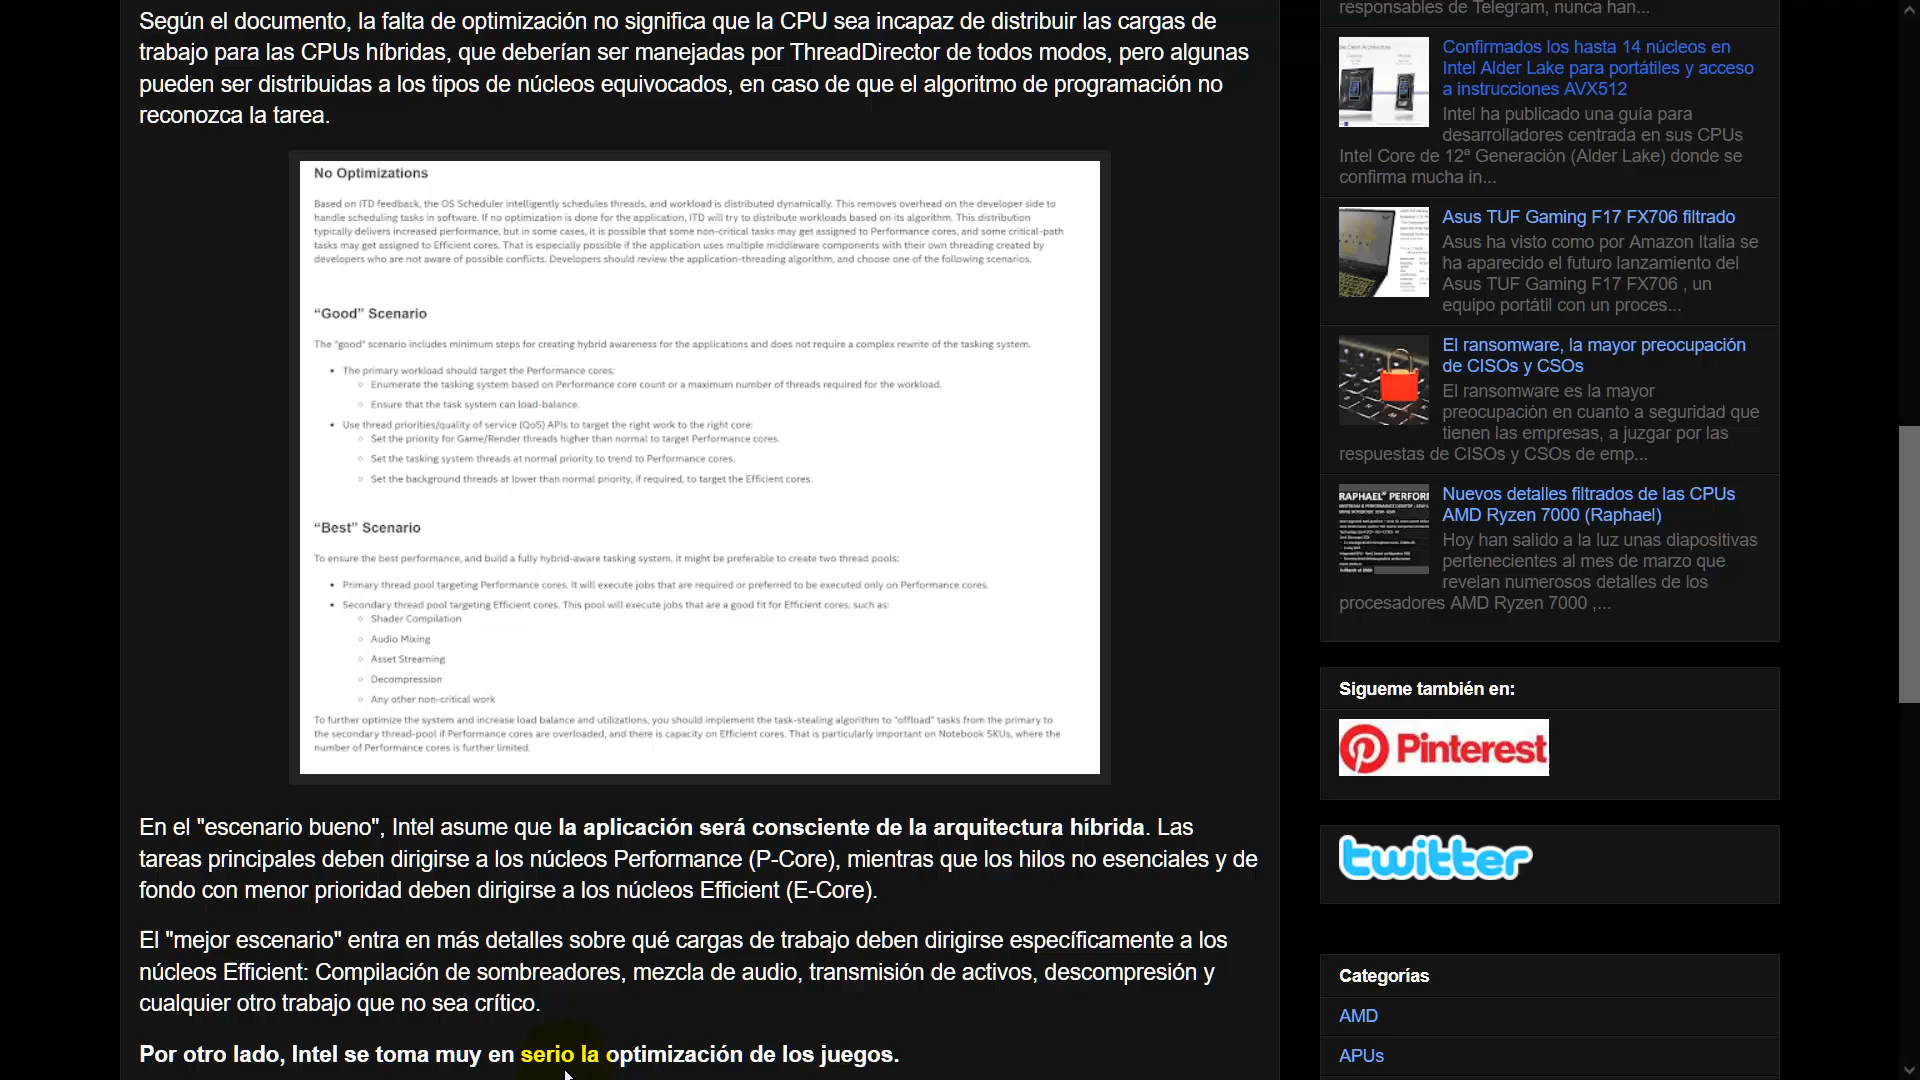 Según el documento, la falta de optimización no significa que la CPU sea incapaz de distribuir las cargas de
trabajo para las CPUs híbridas, que deberían ser manejadas por ThreadDirector de todos modos, pero algunas
pueden ser distribuidas a los tipos de núcleos equivocados, en caso de que el algoritmo de programación no
reconozca la tarea.
No Optimizations
Based on ITD feedback, the OS Scheduler intelligently schedules threads, and workload is distributed dynamically. This removes overhead on the developer side to
handle scheduling tasks in software. If no optimization is done for the application, ITD will try to distribute workloads based on its algorithm. This distribution
typically delivers increased performance, but in some cases, it is possible that some non-critical tasks may get assigned to Performance cores, and some critical-path
tasks may get assigned to Efficient cores. That is especially possible if the application uses multiple middleware components with their own threading created by
developers who are not aware of possible conflicts. Developers should review the application-threading algorithm, and choose one of the following scenarios.
“Good” Scenario
The "good" scenario includes minimum steps for creating hybrid awareness for the applications and does not require a complex rewrite of the tasking system.
• The primary workload should target the Performance cores:
○ Enumerate the tasking system based on Performance core count or a maximum number of threads required for the workload.
○ Ensure that the task system can load-balance.
• Use thread priorities/quality of service (QoS) APIs to target the right work to the right core:
○ Set the priority for Game/Render threads higher than normal to target Performance cores.
○ Set the tasking system threads at normal priority to trend to Performance cores.
○ Set the background threads at lower than normal priority, if required, to target the Efficient cores.
“Best” Scenario
To ensure the best performance, and build a fully hybrid-aware tasking system, it might be preferable to create two thread pools:
• Primary thread pool targeting Performance cores. It will execute jobs that are required or preferred to be executed only on Performance cores.
• Secondary thread pool targeting Efficient cores. This pool will execute jobs that are a good fit for Efficient cores, such as:
○ Shader Compilation
○ Audio Mixing
○ Asset Streaming
○ Decompression
○ Any other non-critical work
To further optimize the system and increase load balance and utilizations, you should implement the task-stealing algorithm to "offload" tasks from the primary to
the secondary thread-pool if Performance cores are overloaded, and there is capacity on Efficient cores. That is particularly important on Notebook SKUs, where the
number of Performance cores is further limited.
En el "escenario bueno", Intel asume que la aplicación será consciente de la arquitectura híbrida. Las
tareas principales deben dirigirse a los núcleos Performance (P-Core), mientras que los hilos no esenciales y de
fondo con menor prioridad deben dirigirse a los núcleos Efficient (E-Core).
El "mejor escenario" entra en más detalles sobre qué cargas de trabajo deben dirigirse específicamente a los
núcleos Efficient: Compilación de sombreadores, mezcla de audio, transmisión de activos, descompresión y
cualquier otro trabajo que no sea crítico.
Por otro lado, Intel se toma muy en serio la optimización de los juegos.
responsables de Telegram, nunca han...
Confirmados los hasta 14 núcleos en
Intel Alder Lake para portátiles y acceso
a instrucciones AVX512
Intel ha publicado una guía para
desarrolladores centrada en sus CPUs
Intel Core de 12ª Generación (Alder Lake) donde se
confirma mucha in...
Asus TUF Gaming F17 FX706 filtrado
Asus ha visto como por Amazon Italia se
ha aparecido el futuro lanzamiento del
Asus TUF Gaming F17 FX706 , un
equipo portátil con un proces...
El ransomware, la mayor preocupación
de CISOs y CSOs
El ransomware es la mayor
preocupación en cuanto a seguridad que
tienen las empresas, a juzgar por las
respuestas de CISOs y CSOs de emp...
RAPHAEL" PERFOR
Nuevos detalles filtrados de las CPUs
AMD Ryzen 7000 (Raphael)
Hoy han salido a la luz unas diapositivas
pertenecientes al mes de marzo que
revelan numerosos detalles de los
procesadores AMD Ryzen 7000 ,...
Sigueme también en:
Pinterest
twitter
Categorías
AMD
APUs